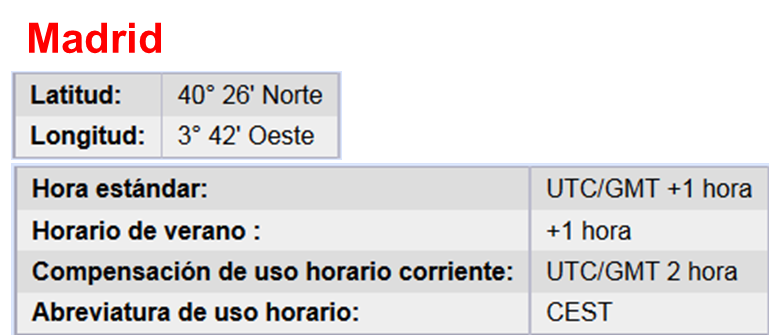 Madrid
Latitud: 40° 26' Norte
Longitud: 3° 42' Oeste
Hora estándar: UTC/GMT +1 hora
Horario de verano : +1 hora
Compensación de uso horario corriente: UTC/GMT 2 hora
Abreviatura de uso horario: CEST